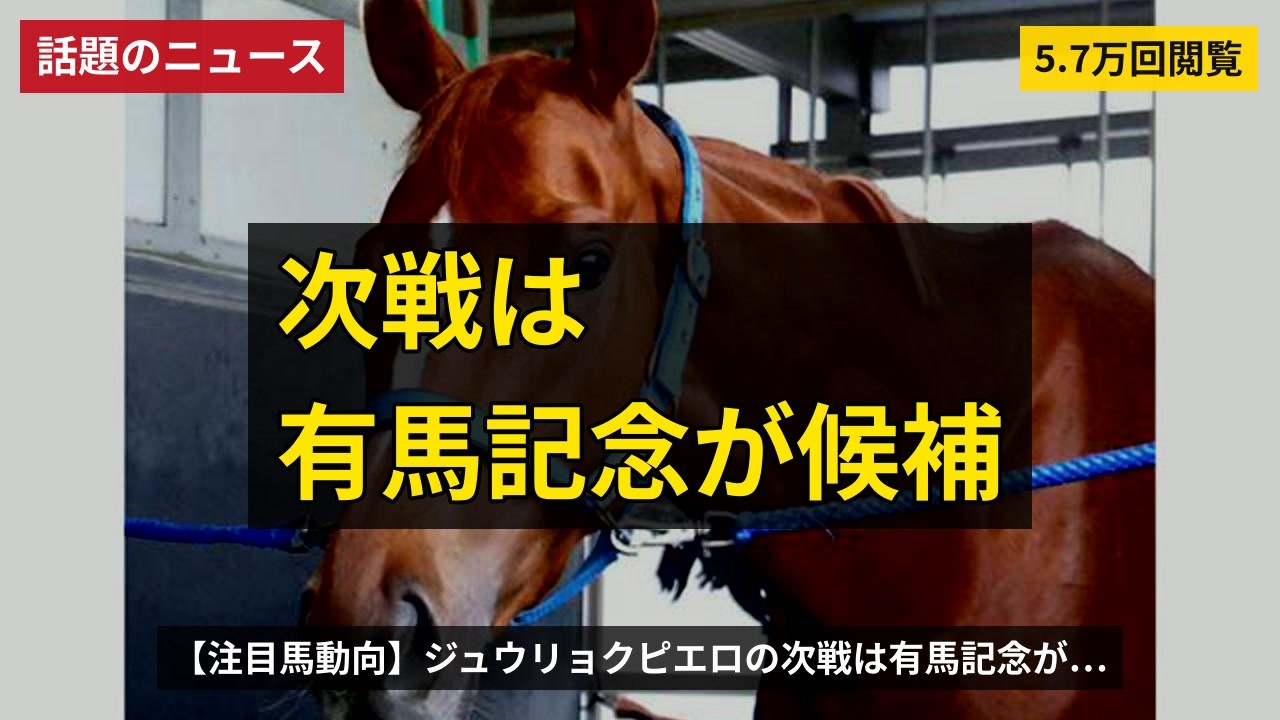 話題のニュース
5.7万回閲覧
次戦は
有馬記念が候補
【注目馬動向】ジュウリョクピエロの次戦は有馬記念が…